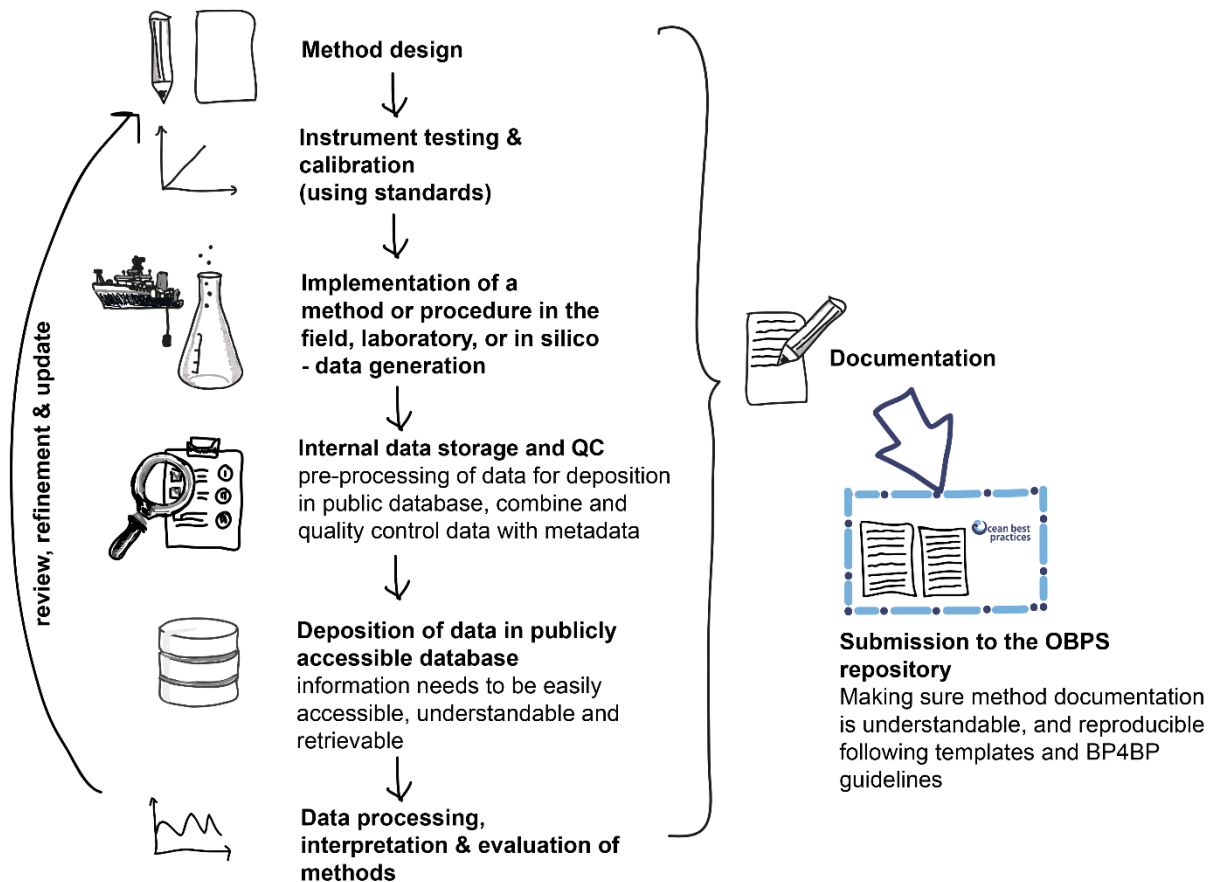 Method design
Instrument testing &
calibration
(using standards)
Implementation of a
method or procedure in the
field, laboratory, or in silico
- data generation
Internal data storage and QC
pre-processing of data for deposition
in public database, combine and
quality control data with metadata
Deposition of data in publicly
accessible database
information needs to be easily
accessible, understandable and
retrievable
Data processing,
interpretation & evaluation of
methods
review, refinement & update
Documentation
Ocean best
practices
Submission to the OBPS
repository
Making sure method documentation
is understandable, and reproducible
following templates and BP4BP
guidelines